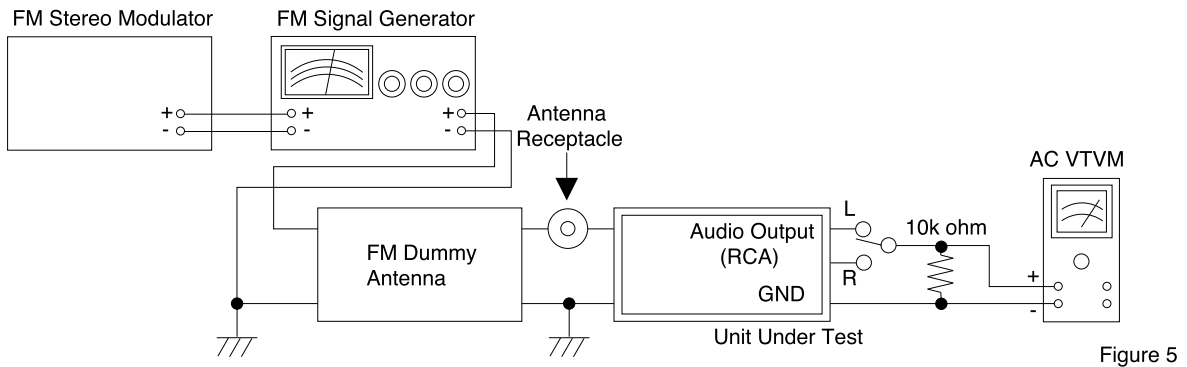 FM Stereo Modulator
FM Signal Generator
+ + +
- - -
Antenna
Receptacle
AC VTVM
FM Dummy
Antenna
Audio Output
(RCA)
GND
L
R
10k ohm
+
-
Unit Under Test
Figure 5